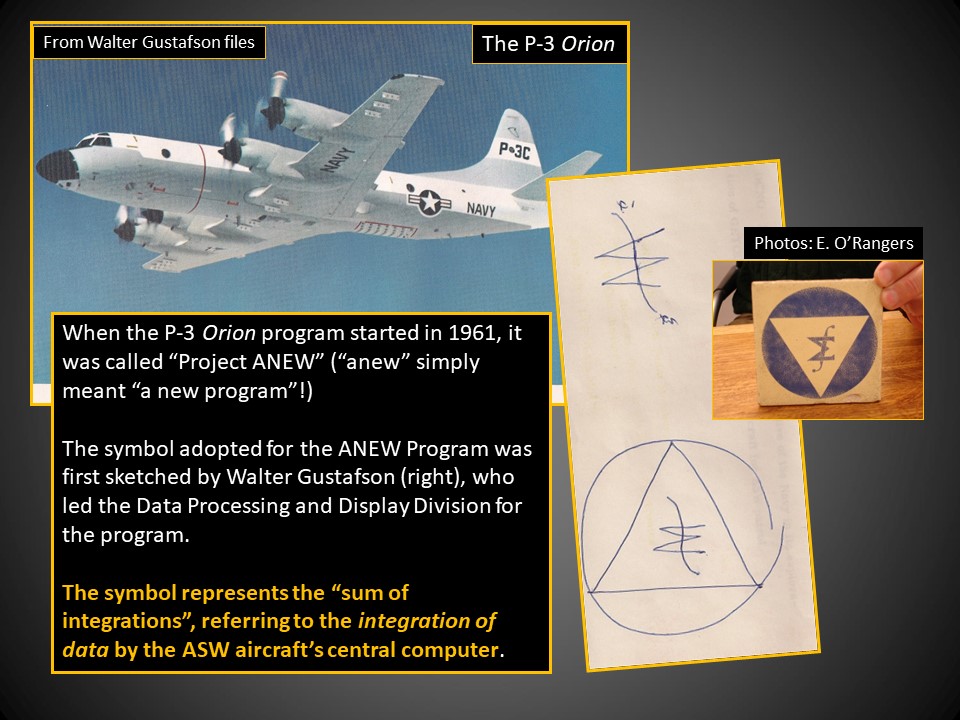 From Walter Gustafson files
The P-3 Orion
P-3C
NAVY
NAVY
Photos: E. O’Rangers
When the P-3 Orion program started in 1961, it
was called “Project ANEW” (“anew” simply
meant “a new program”!)
The symbol adopted for the ANEW Program was
first sketched by Walter Gustafson (right), who
led the Data Processing and Display Division for
the program.
The symbol represents the “sum of
integrations”, referring to the integration of
data by the ASW aircraft’s central computer.